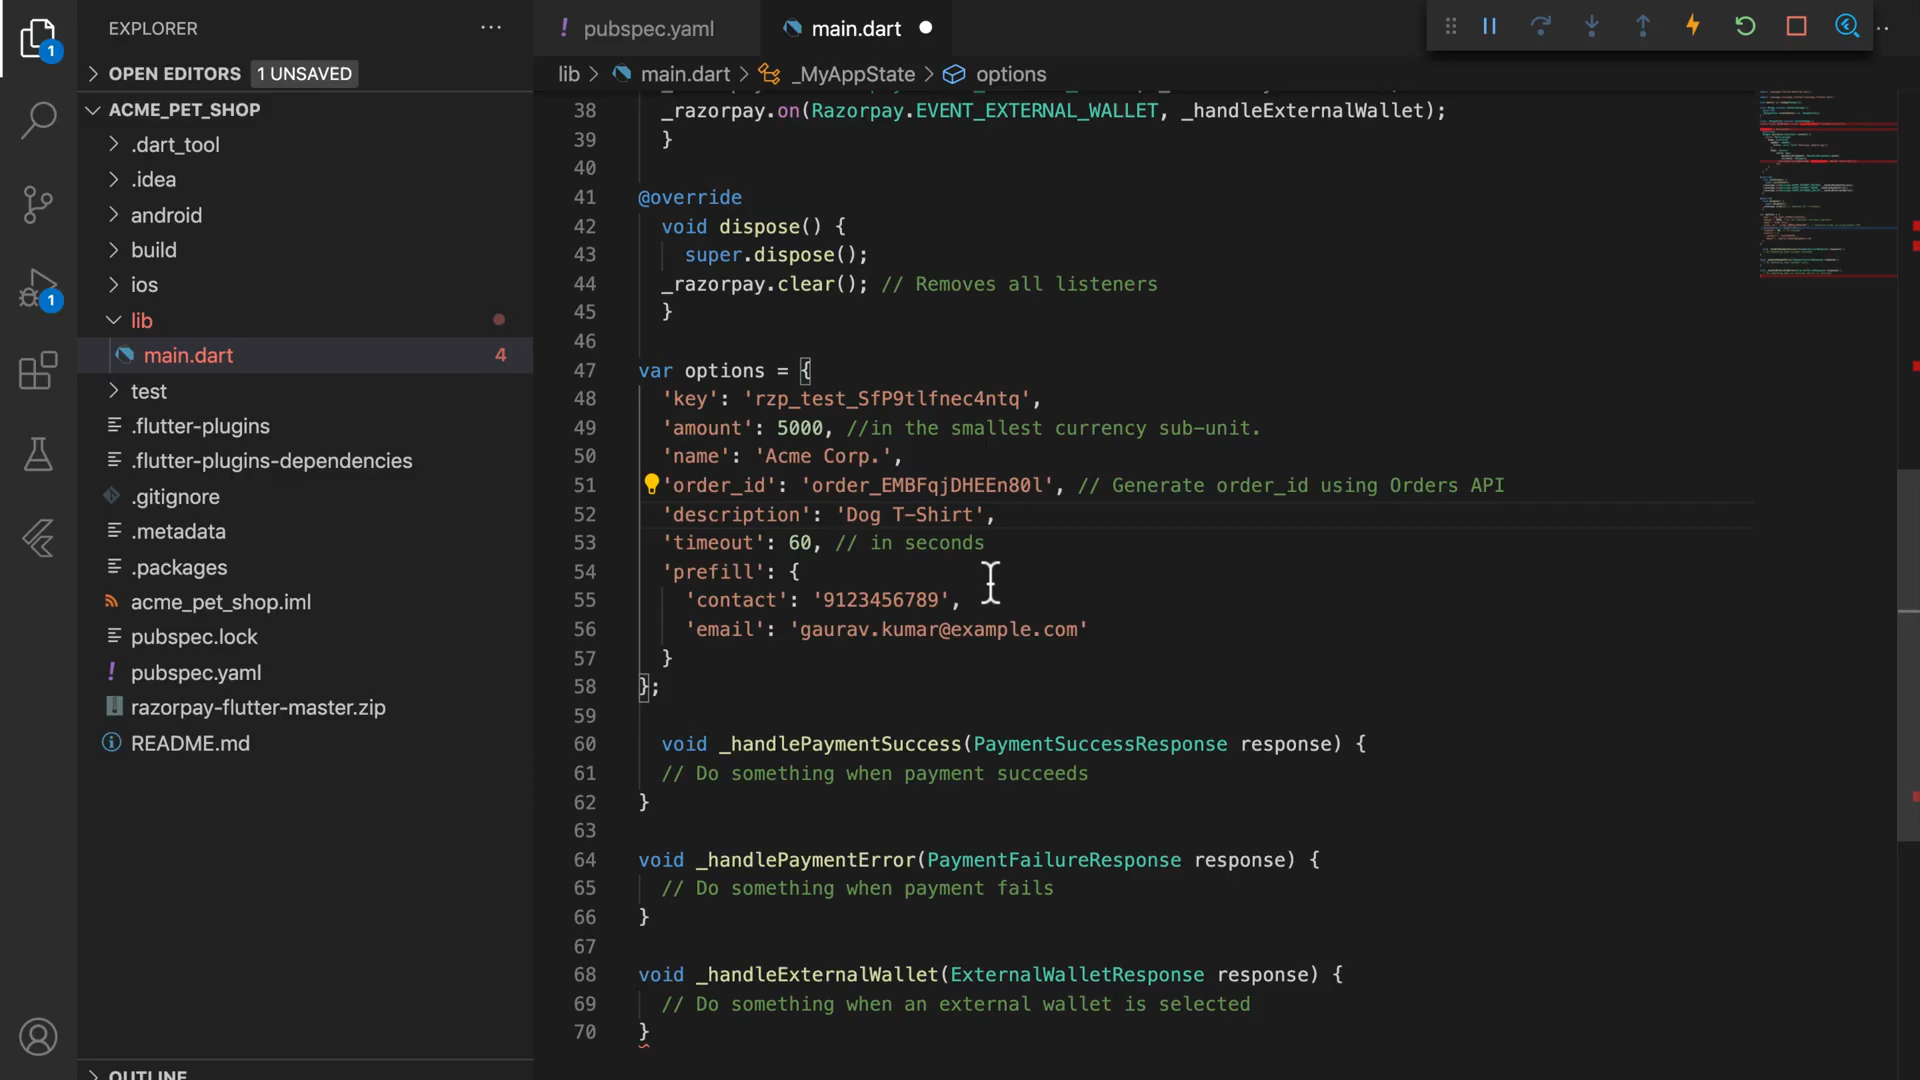 EXPLORER
OPEN EDITORS 1 UNSAVED
ACME_PET_SHOP
.dart_tool
.idea
android
build
ios
lib
main.dart 4
test
.flutter-plugins
.flutter-plugins-dependencies
.gitignore
.metadata
.packages
acme_pet_shop.iml
pubspec.lock
pubspec.yaml
razorpay-flutter-master.zip
README.md
OUTLINE
1
1
pubspec.yaml
main.dart
lib > main.dart > _MyAppState > options
38 _razorpay.on(Razorpay.EVENT_EXTERNAL_WALLET, _handleExternalWallet);
39 }
40
41 @override
42 void dispose() {
43 super.dispose();
44 _razorpay.clear(); // Removes all listeners
45 }
46
47 var options = {
48 'key': 'rzp_test_SfP9tlfnec4ntq',
49 'amount': 5000, //in the smallest currency sub-unit.
50 'name': 'Acme Corp.',
51 'order_id': 'order_EMBFqjDHEEn80l', // Generate order_id using Orders API
52 'description': 'Dog T-Shirt',
53 'timeout': 60, // in seconds
54 'prefill': {
55 'contact': '9123456789',
56 'email': 'gaurav.kumar@example.com'
57 }
58 };
59
60 void _handlePaymentSuccess(PaymentSuccessResponse response) {
61 // Do something when payment succeeds
62 }
63
64 void _handlePaymentError(PaymentFailureResponse response) {
65 // Do something when payment fails
66 }
67
68 void _handleExternalWallet(ExternalWalletResponse response) {
69 // Do something when an external wallet is selected
70 }